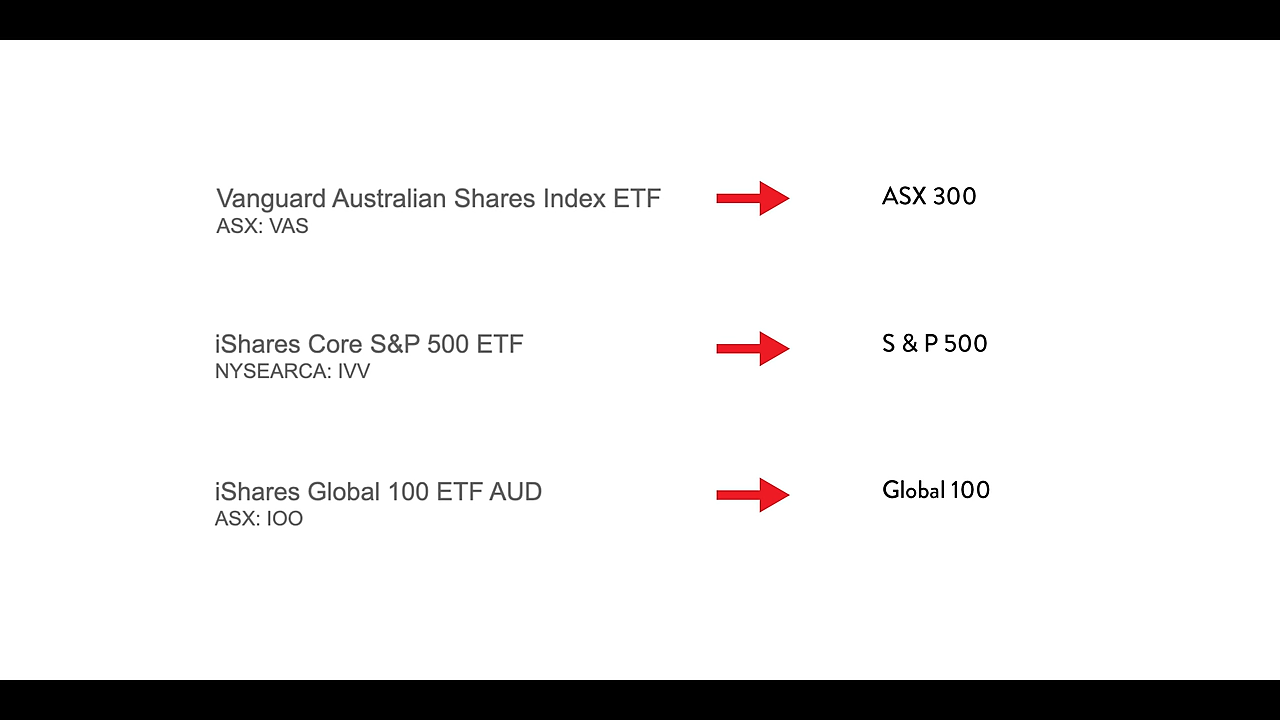 Vanguard Australian Shares Index ETF
ASX: VAS
ASX 300
iShares Core S&P 500 ETF
NYSEARCA: IVV
S & P 500
iShares Global 100 ETF AUD
ASX: IOO
Global 100